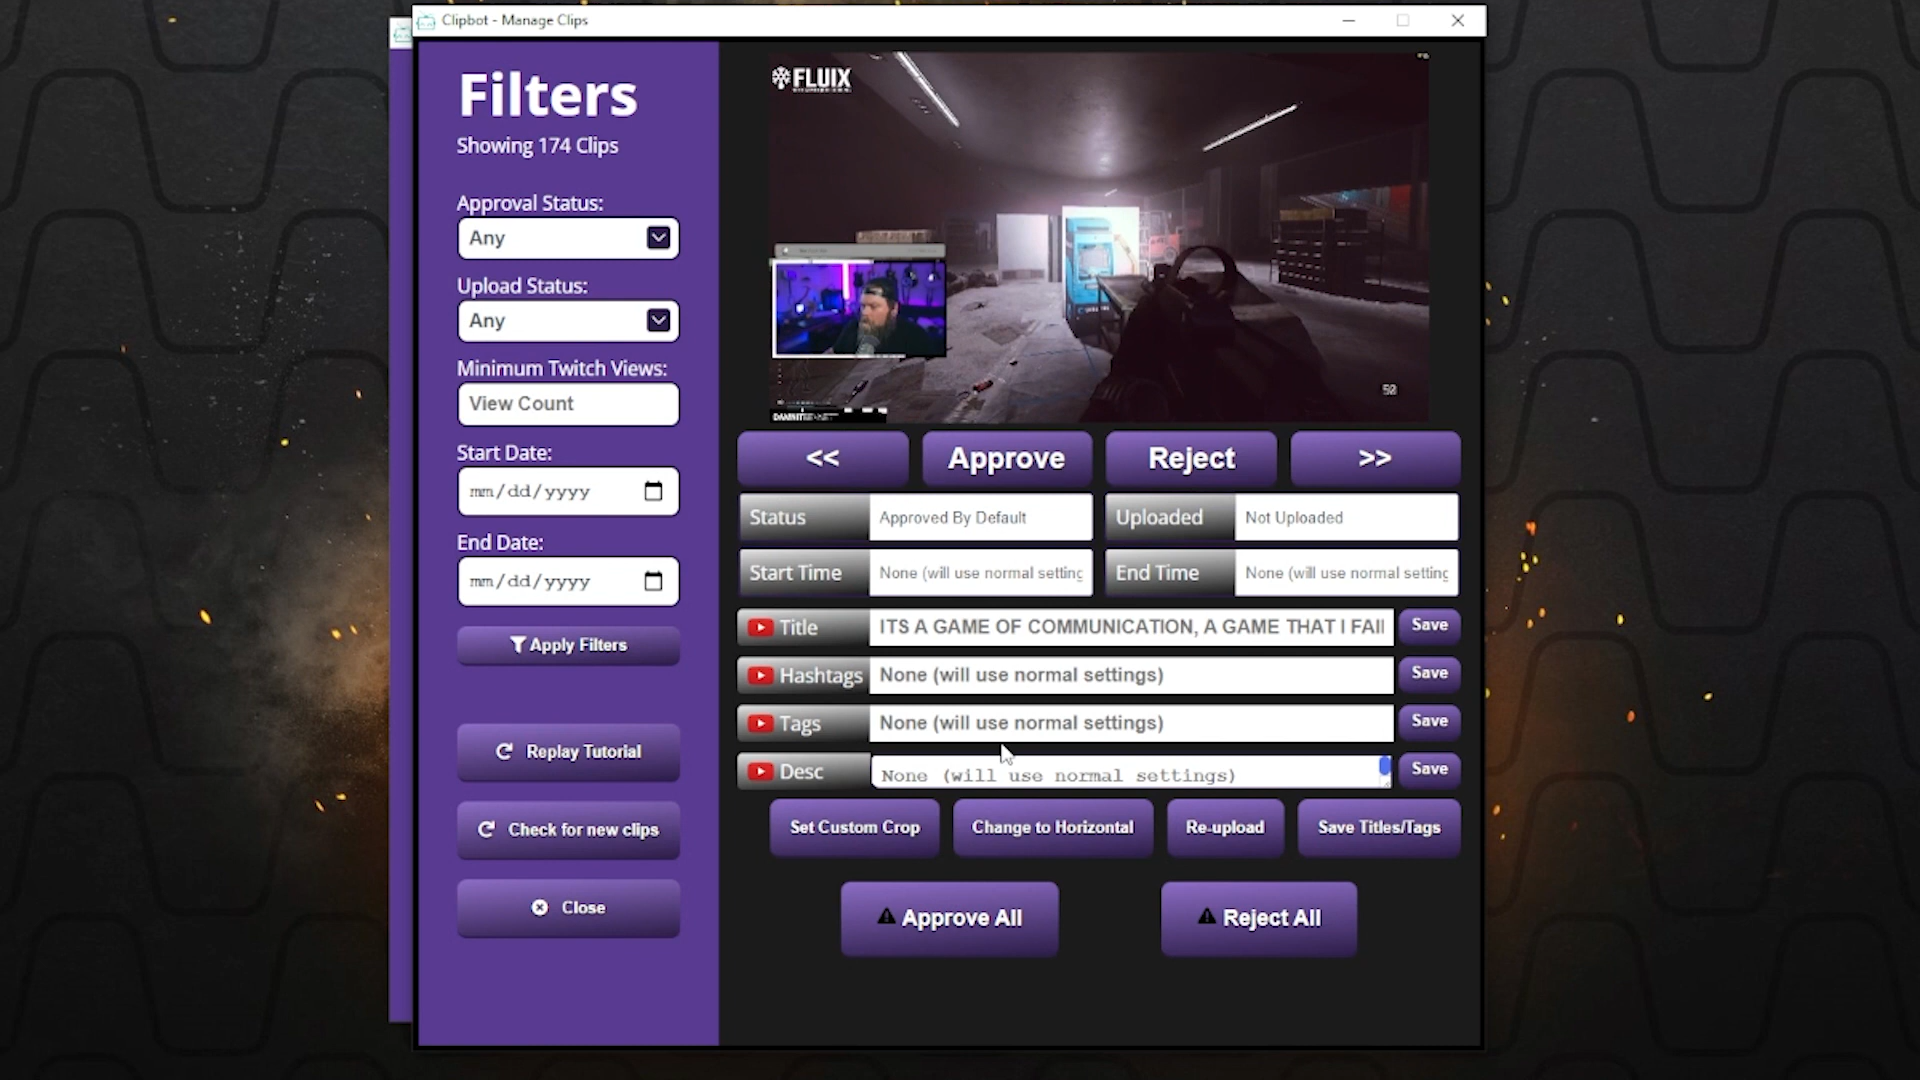 Clipbot - Manage Clips
Filters
Showing 174 Clips
Approval Status:
Any
Upload Status:
Any
Minimum Twitch Views:
View Count
Start Date:
mm/dd/yyyy
End Date:
mm/dd/yyyy
Apply Filters
Replay Tutorial
Check for new clips
Close
FLUIX
50
<< Approve Reject >>
Status Approved By Default Uploaded Not Uploaded
Start Time None (will use normal setting End Time None (will use normal setting
Title ITS A GAME OF COMMUNICATION, A GAME THAT I FAIL Save
Hashtags None (will use normal settings) Save
Tags None (will use normal settings) Save
Desc None (will use normal settings) Save
Set Custom Crop Change to Horizontal Re-upload Save Titles/Tags
Approve All Reject All